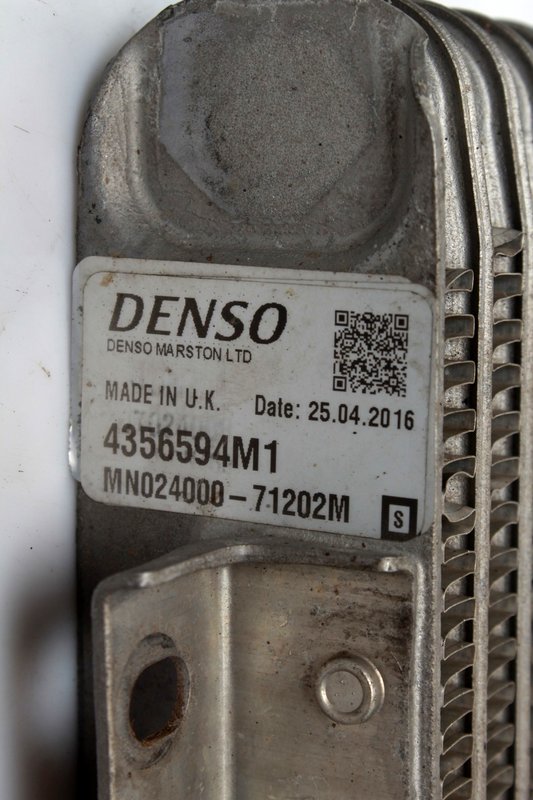 DENSO
DENSO MARSTON LTD
MADE IN U.K. Date: 25.04.2016
4356594M1
MN024000-71202M
S